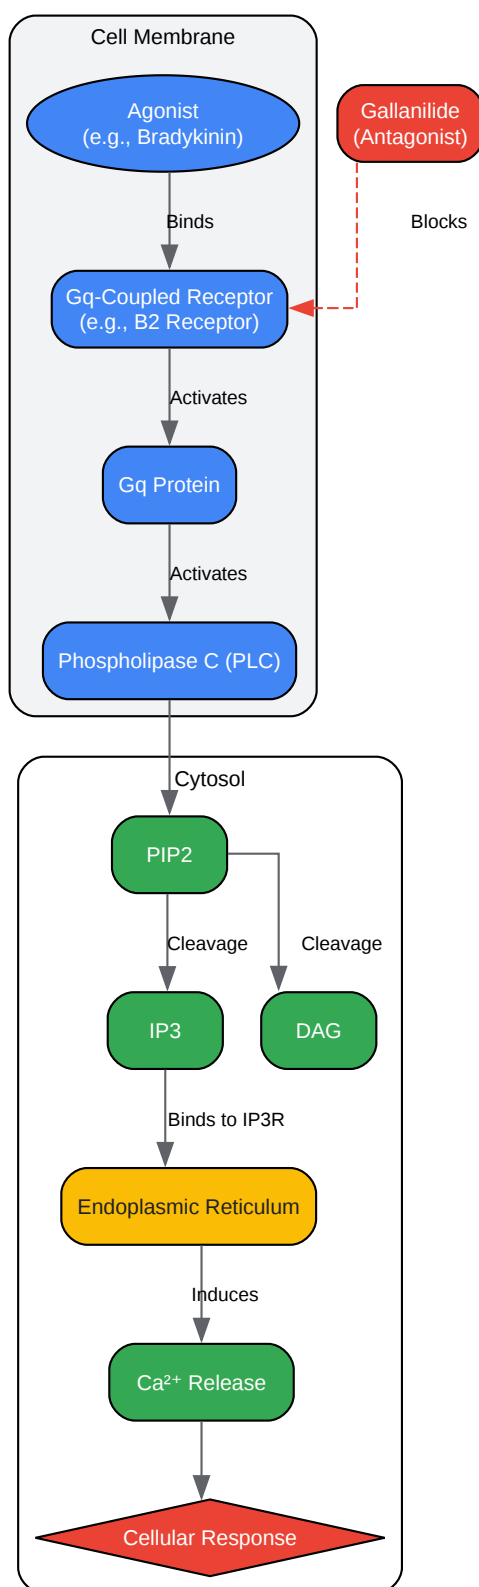 Cell Membrane
Agonist
(e.g., Bradykinin)
Gallanilide
(Antagonist)
Binds
Blocks
Gq-Coupled Receptor
(e.g., B2 Receptor)
Activates
Gq Protein
Activates
Phospholipase C (PLC)
Cytosol
PIP2
Cleavage
Cleavage
IP3
DAG
Binds to IP3R
Endoplasmic Reticulum
Induces
Ca²⁺ Release
Cellular Response